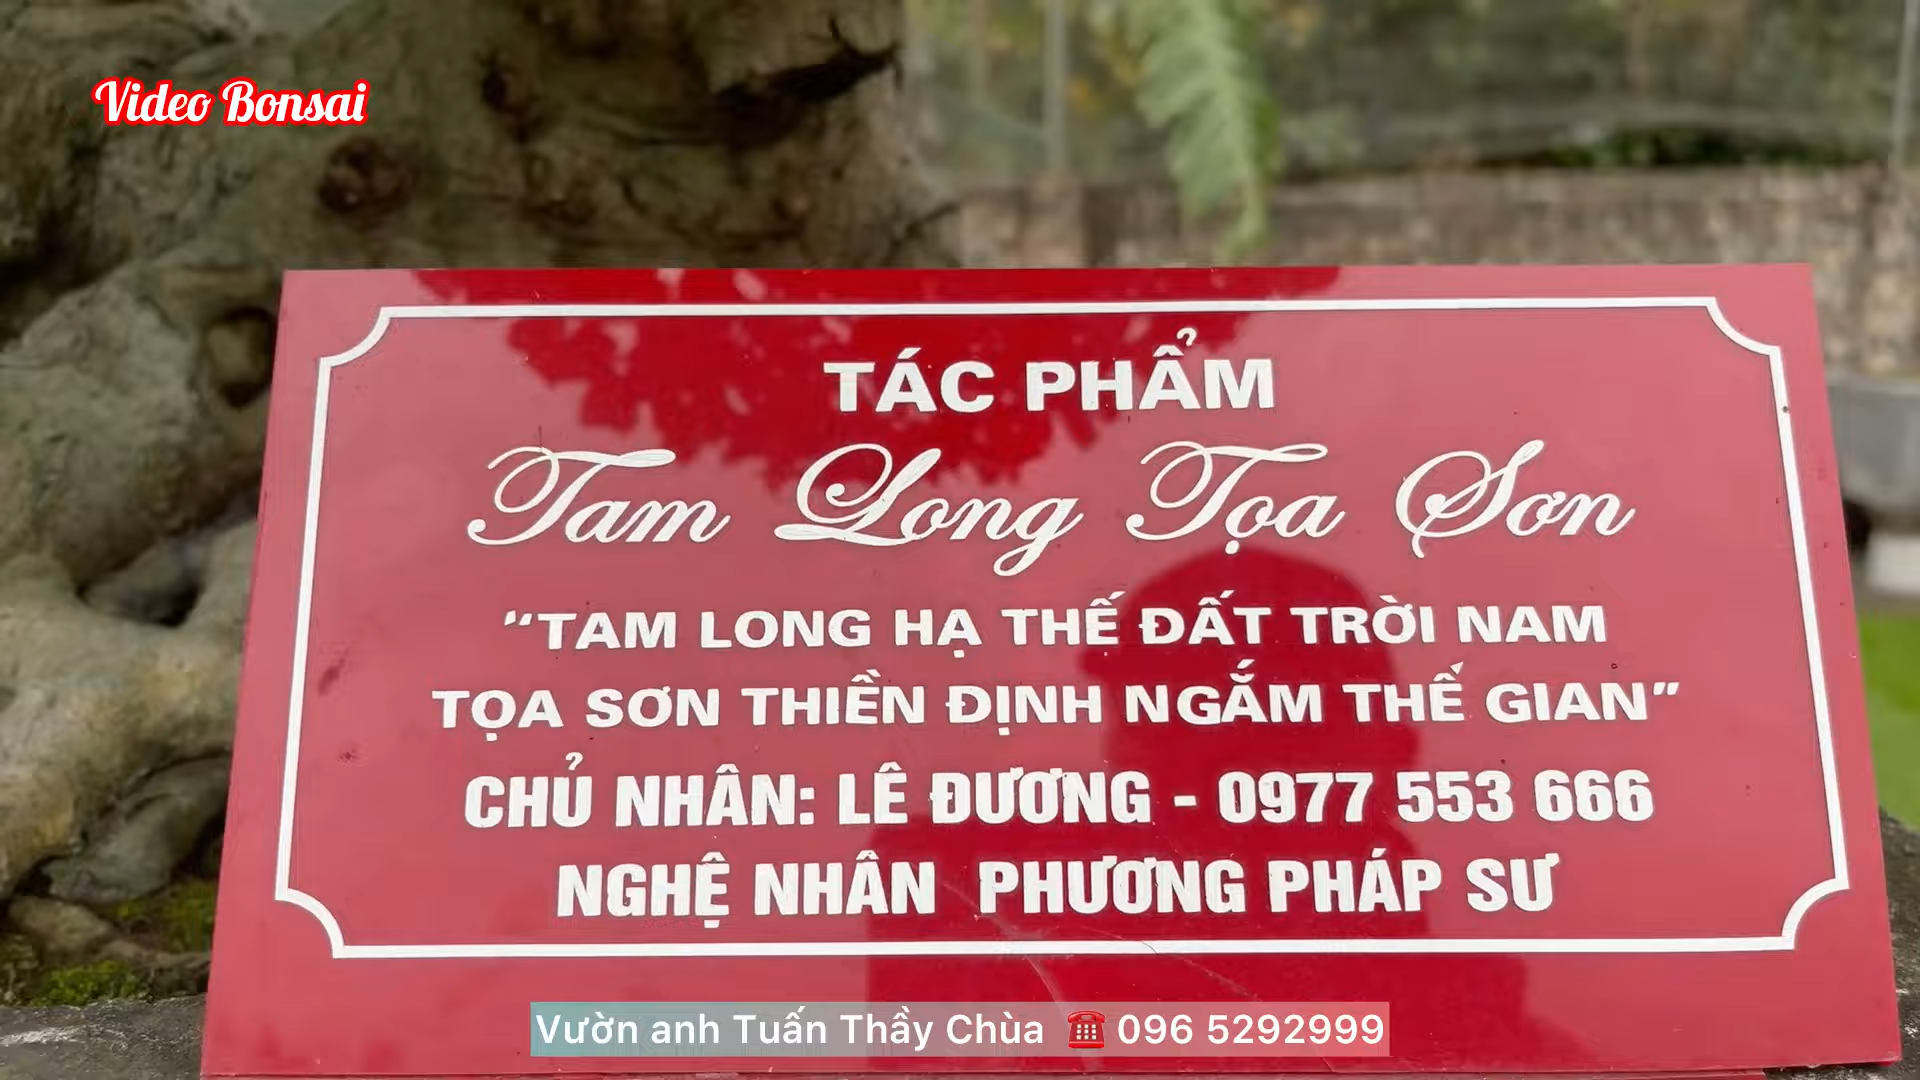 Video Bonsai
TÁC PHẨM
Tam Long Tọa Sơn
“TAM LONG HẠ THẾ ĐẤT TRỜI NAM
TỌA SƠN THIỀN ĐỊNH NGẮM THẾ GIAN”
CHỦ NHÂN: LÊ ĐƯƠNG - 0977 553 666
NGHỆ NHÂN PHƯƠNG PHÁP SƯ
Vườn anh Tuấn Thầy Chùa ☎️ 096 5292999